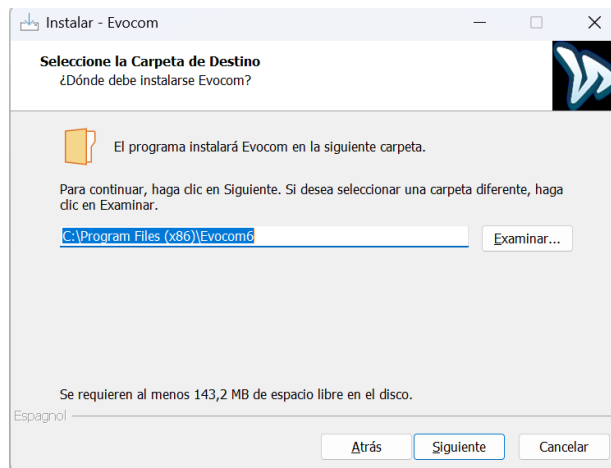 Instalar - Evocom
Seleccione la Carpeta de Destino
¿Dónde debe instalarse Evocom?
El programa instalará Evocom en la siguiente carpeta.
Para continuar, haga clic en Siguiente. Si desea seleccionar una carpeta diferente, haga
clic en Examinar.
C:\Program Files (x86)\Evocom6
Examinar...
Se requieren al menos 143,2 MB de espacio libre en el disco.
Espagnol
Atrás
Siguiente
Cancelar